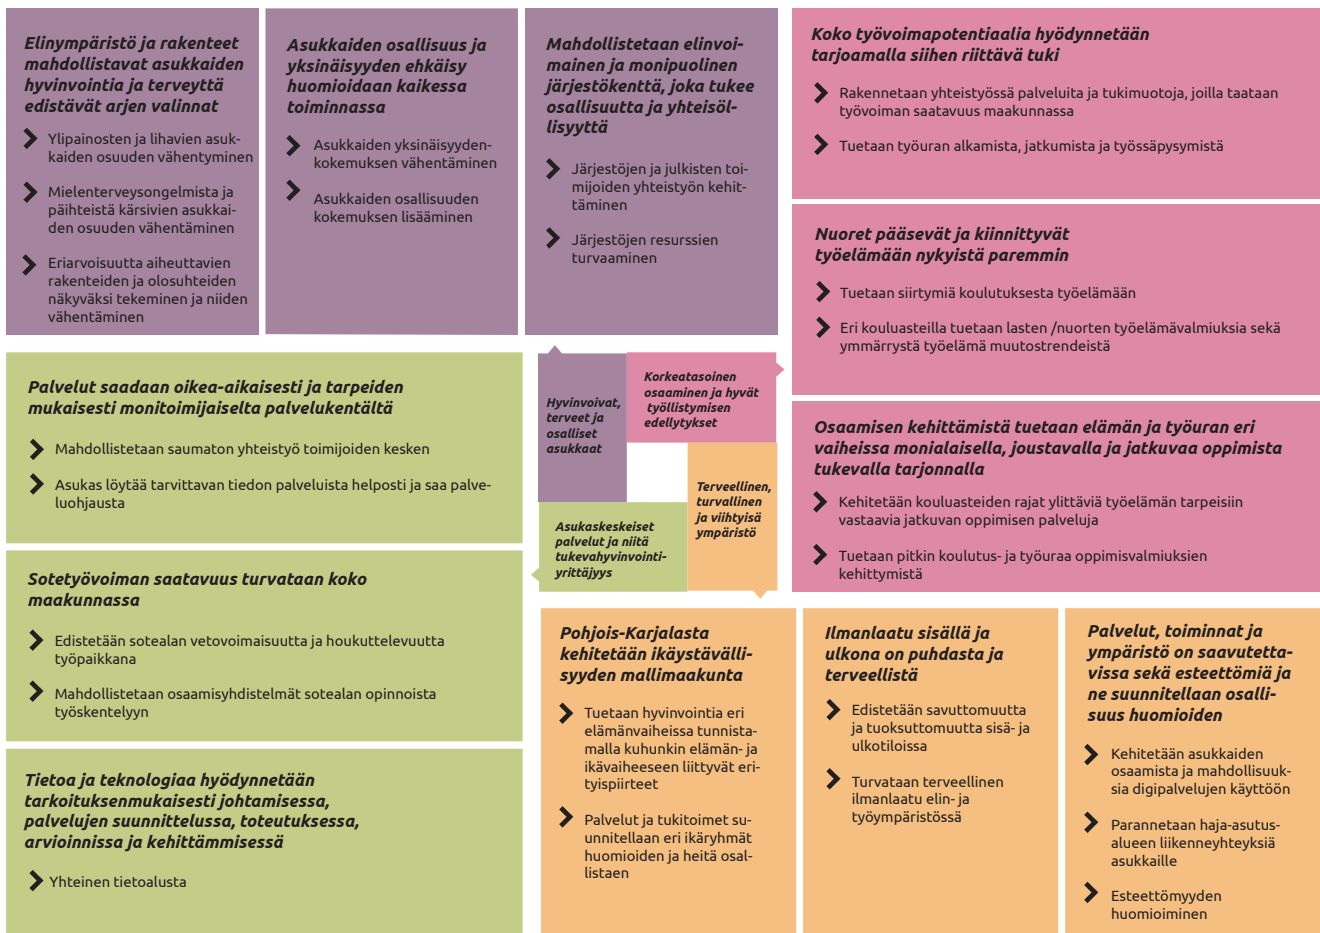 Elinympäristö ja rakenteet
mahdollistavat asukkaiden
hyvinvointia ja terveyttä
edistävät arjen valinnat
Ylipainosten ja lihavien asuk-
kaiden osuuden vähentyminen
Mielenterveysongelmista ja
päihteistä kärsivien asukkai-
den osuuden vähentäminen
Eriarvoisuutta aiheuttavien
rakenteiden ja olosuhteiden
näkyväksi tekeminen ja niiden
vähentäminen
Asukkaiden osallisuus ja
yksinäisyyden ehkäisy
huomioidaan kaikessa
toiminnassa
Asukkaiden yksinäisyyden-
kokemuksen vähentäminen
Asukkaiden osallisuuden
kokemuksen lisääminen
Mahdollistetaan elinvoi-
mainen ja monipuolinen
järjestökenttä, joka tukee
osallisuutta ja yhteisöl-
lisyyttä
Järjestöjen ja julkisten toi-
mijoiden yhteistyön kehit-
täminen
Järjestöjen resurssien
turvaaminen
Koko työvoimapotentiaalia hyödynnetään
tarjoamalla siihen riittävä tuki
Rakennetaan yhteistyössä palveluita ja tukimuotoja, joilla taataan
työvoiman saatavuus maakunnassa
Tuetaan työuran alkamista, jatkumista ja työssäpysymistä
Nuoret pääsevät ja kiinnittyvät
työelämään nykyistä paremmin
Tuetaan siirtymiä koulutuksesta työelämään
Eri kouluasteilla tuetaan lasten /nuorten työelämävalmiuksia sekä
ymmärrystä työelämä muutostrendeistä
Osaamisen kehittämistä tuetaan elämän ja työuran eri
vaiheissa monialaisella, joustavalla ja jatkuvaa oppimista
tukevalla tarjonnalla
Kehitetään kouluasteiden rajat ylittäviä työelämän tarpeisiin
vastaavia jatkuvan oppimisen palveluja
Tuetaan pitkin koulutus- ja työuraa oppimisvalmiuksien
kehittymistä
Palvelut saadaan oikea-aikaisesti ja tarpeiden
mukaisesti monitoimijaiselta palvelukentältä
Mahdollistetaan saumaton yhteistyö toimijoiden kesken
Asukas löytää tarvittavan tiedon palveluista helposti ja saa palve-
luohjausta
Sotetyövoiman saatavuus turvataan koko
maakunnassa
Edistetään sotealan vetovoimaisuutta ja houkuttelevuutta
työpaikkana
Mahdollistetaan osaamisyhdistelmät sotealan opinnoista
työskentelyyn
Tietoa ja teknologiaa hyödynnetään
tarkoituksenmukaisesti johtamisessa,
palvelujen suunnittelussa, toteutuksessa,
arvioinnissa ja kehittämmisessä
Yhteinen tietoalusta
Hyvinvoivat,
terveet ja
osalliset
asukkaat
Korkeatasoinen
osaaminen ja hyvät
työllistymisen
edellytykset
Terveellinen,
turvallinen
ja viihtyisä
ympäristö
Asukaskeskeiset
palvelut ja niitä
tukevahyvinvointi-
yrittäjyys
Pohjois-Karjalasta
kehitetään ikäystävälli-
syyden mallimaakunta
Tuetaan hyvinvointia eri
elämänvaiheissa tunnista-
malla kuhunkin elämän- ja
ikävaiheeseen liittyvät eri-
tyispiirteet
Palvelut ja tukitoimet su-
unnitellaan eri ikäryhmät
huomioiden ja heitä osal-
listaen
Ilmanlaatu sisällä ja
ulkona on puhdasta ja
terveellistä
Edistetään savuttomuutta
ja tuoksuttomuutta sisä- ja
ulkotiloissa
Turvataan terveellinen
ilmanlaatu elin- ja
työympäristössä
Palvelut, toiminnat ja
ympäristö on saavutetta-
vissa sekä esteettömiä ja
ne suunnitellaan osalli-
suus huomioiden
Kehitetään asukkaiden
osaamista ja mahdollisuuk-
sia digipalvelujen käyttöön
Parannetaan haja-asutus-
alueen liikenneyhteyksiä
asukkaille
Esteettömyyden
huomioiminen